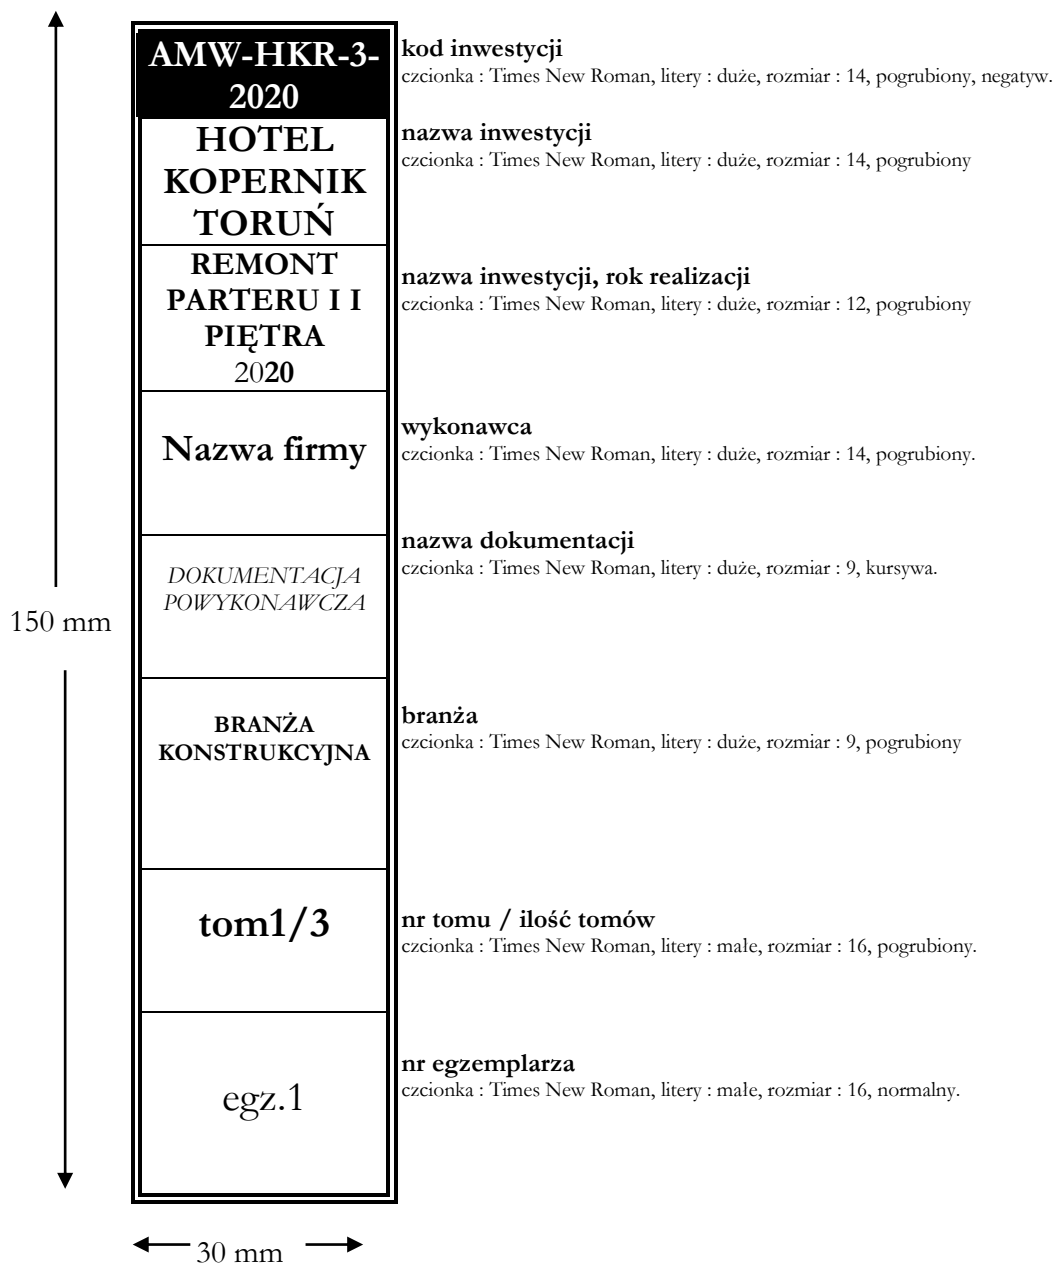 AMW-HKR-3-
2020
kod inwestycji
czcionka : Times New Roman, litery : duże, rozmiar : 14, pogrubiony, negatyw.
HOTEL
KOPERNIK
TORUŃ
nazwa inwestycji
czcionka : Times New Roman, litery : duże, rozmiar : 14, pogrubiony
REMONT
PARTERU I I
PIĘTRA
2020
nazwa inwestycji, rok realizacji
czcionka : Times New Roman, litery : duże, rozmiar : 12, pogrubiony
Nazwa firmy
wykonawca
czcionka : Times New Roman, litery : duże, rozmiar : 14, pogrubiony.
DOKUMENTACJA
POWYKONAWCZA
nazwa dokumentacji
czcionka : Times New Roman, litery : duże, rozmiar : 9, kursywa.
150 mm
BRANŻA
KONSTRUKCYJNA
branża
czcionka : Times New Roman, litery : duże, rozmiar : 9, pogrubiony
tom1/3
nr tomu / ilość tomów
czcionka : Times New Roman, litery : małe, rozmiar : 16, pogrubiony.
egz.1
nr egzemplarza
czcionka : Times New Roman, litery : małe, rozmiar : 16, normalny.
30 mm